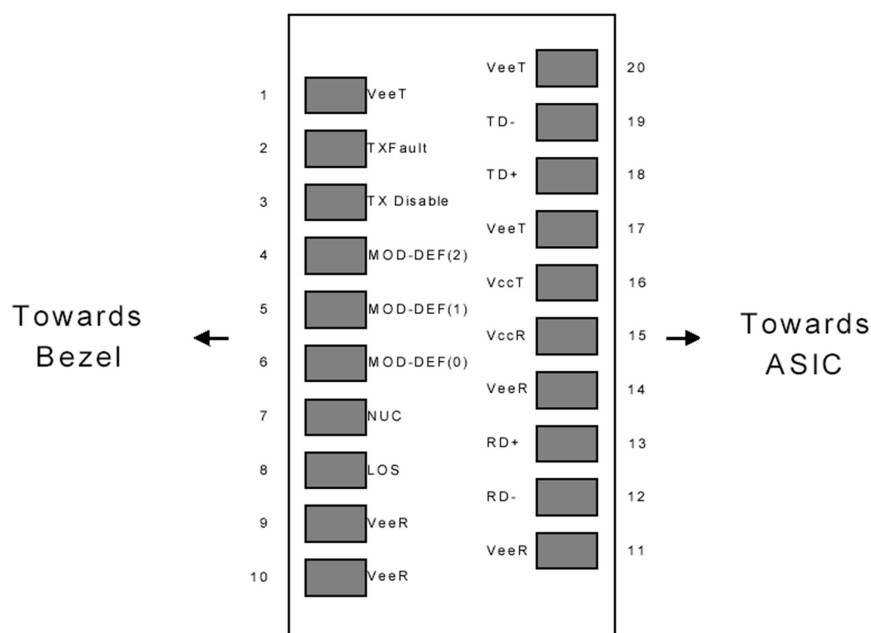 Towards
Bezel
1 VeeT
2 TXFault
3 TX Disable
4 MOD-DEF(2)
5 MOD-DEF(1)
6 MOD-DEF(0)
7 NUC
8 LOS
9 VeeR
10 VeeR
VeeT 20
TD- 19
TD+ 18
VeeT 17
VccT 16
VccR 15
VeeR 14
RD+ 13
RD- 12
VeeR 11
Towards
ASIC